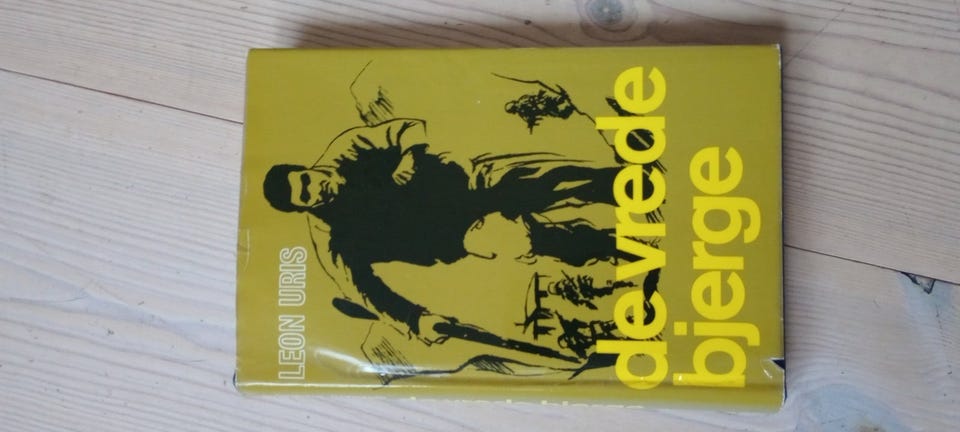 LEON URIS
de vrede
bjerge